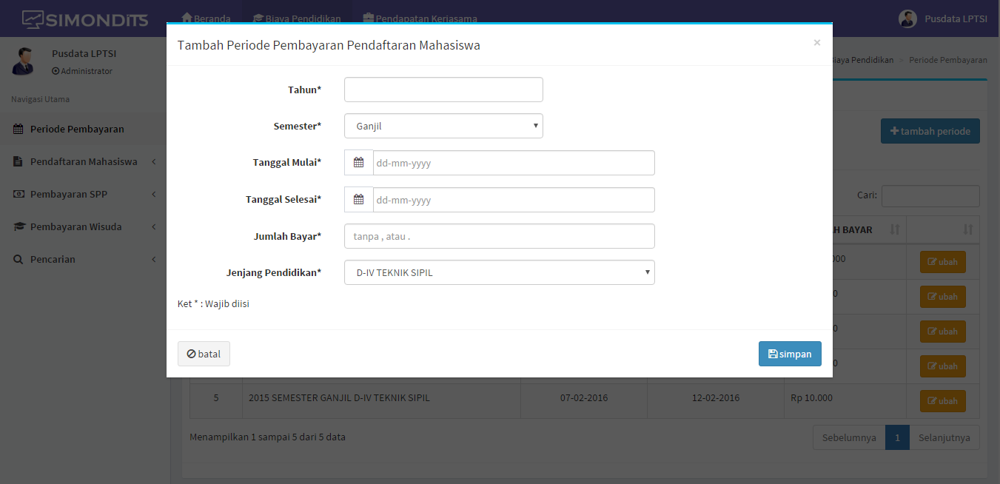 SIMONDITS
Beranda
Biaya Pendidikan
Pendapatan Kerjasama
Pusdata LPTSI
Pusdata LPTSI
Administrator
Navigasi Utama
Periode Pembayaran
Pendaftaran Mahasiswa
Pembayaran SPP
Pembayaran Wisuda
Pencarian
Biaya Pendidikan
Periode Pembayaran
tambah periode
Cari:
Tambah Periode Pembayaran Pendaftaran Mahasiswa ×
Tahun*
Semester* Ganjil
Tanggal Mulai* dd-mm-yyyy
Tanggal Selesai* dd-mm-yyyy
Jumlah Bayar* tanpa , atau .
Jenjang Pendidikan* D-IV TEKNIK SIPIL
Ket * : Wajib diisi
batal
simpan
H BAYAR
000 ubah
0 ubah
0 ubah
0 ubah
5 2015 SEMESTER GANJIL D-IV TEKNIK SIPIL 07-02-2016 12-02-2016 Rp 10.000 ubah
Menampilkan 1 sampai 5 dari 5 data
Sebelumnya 1 Selanjutnya